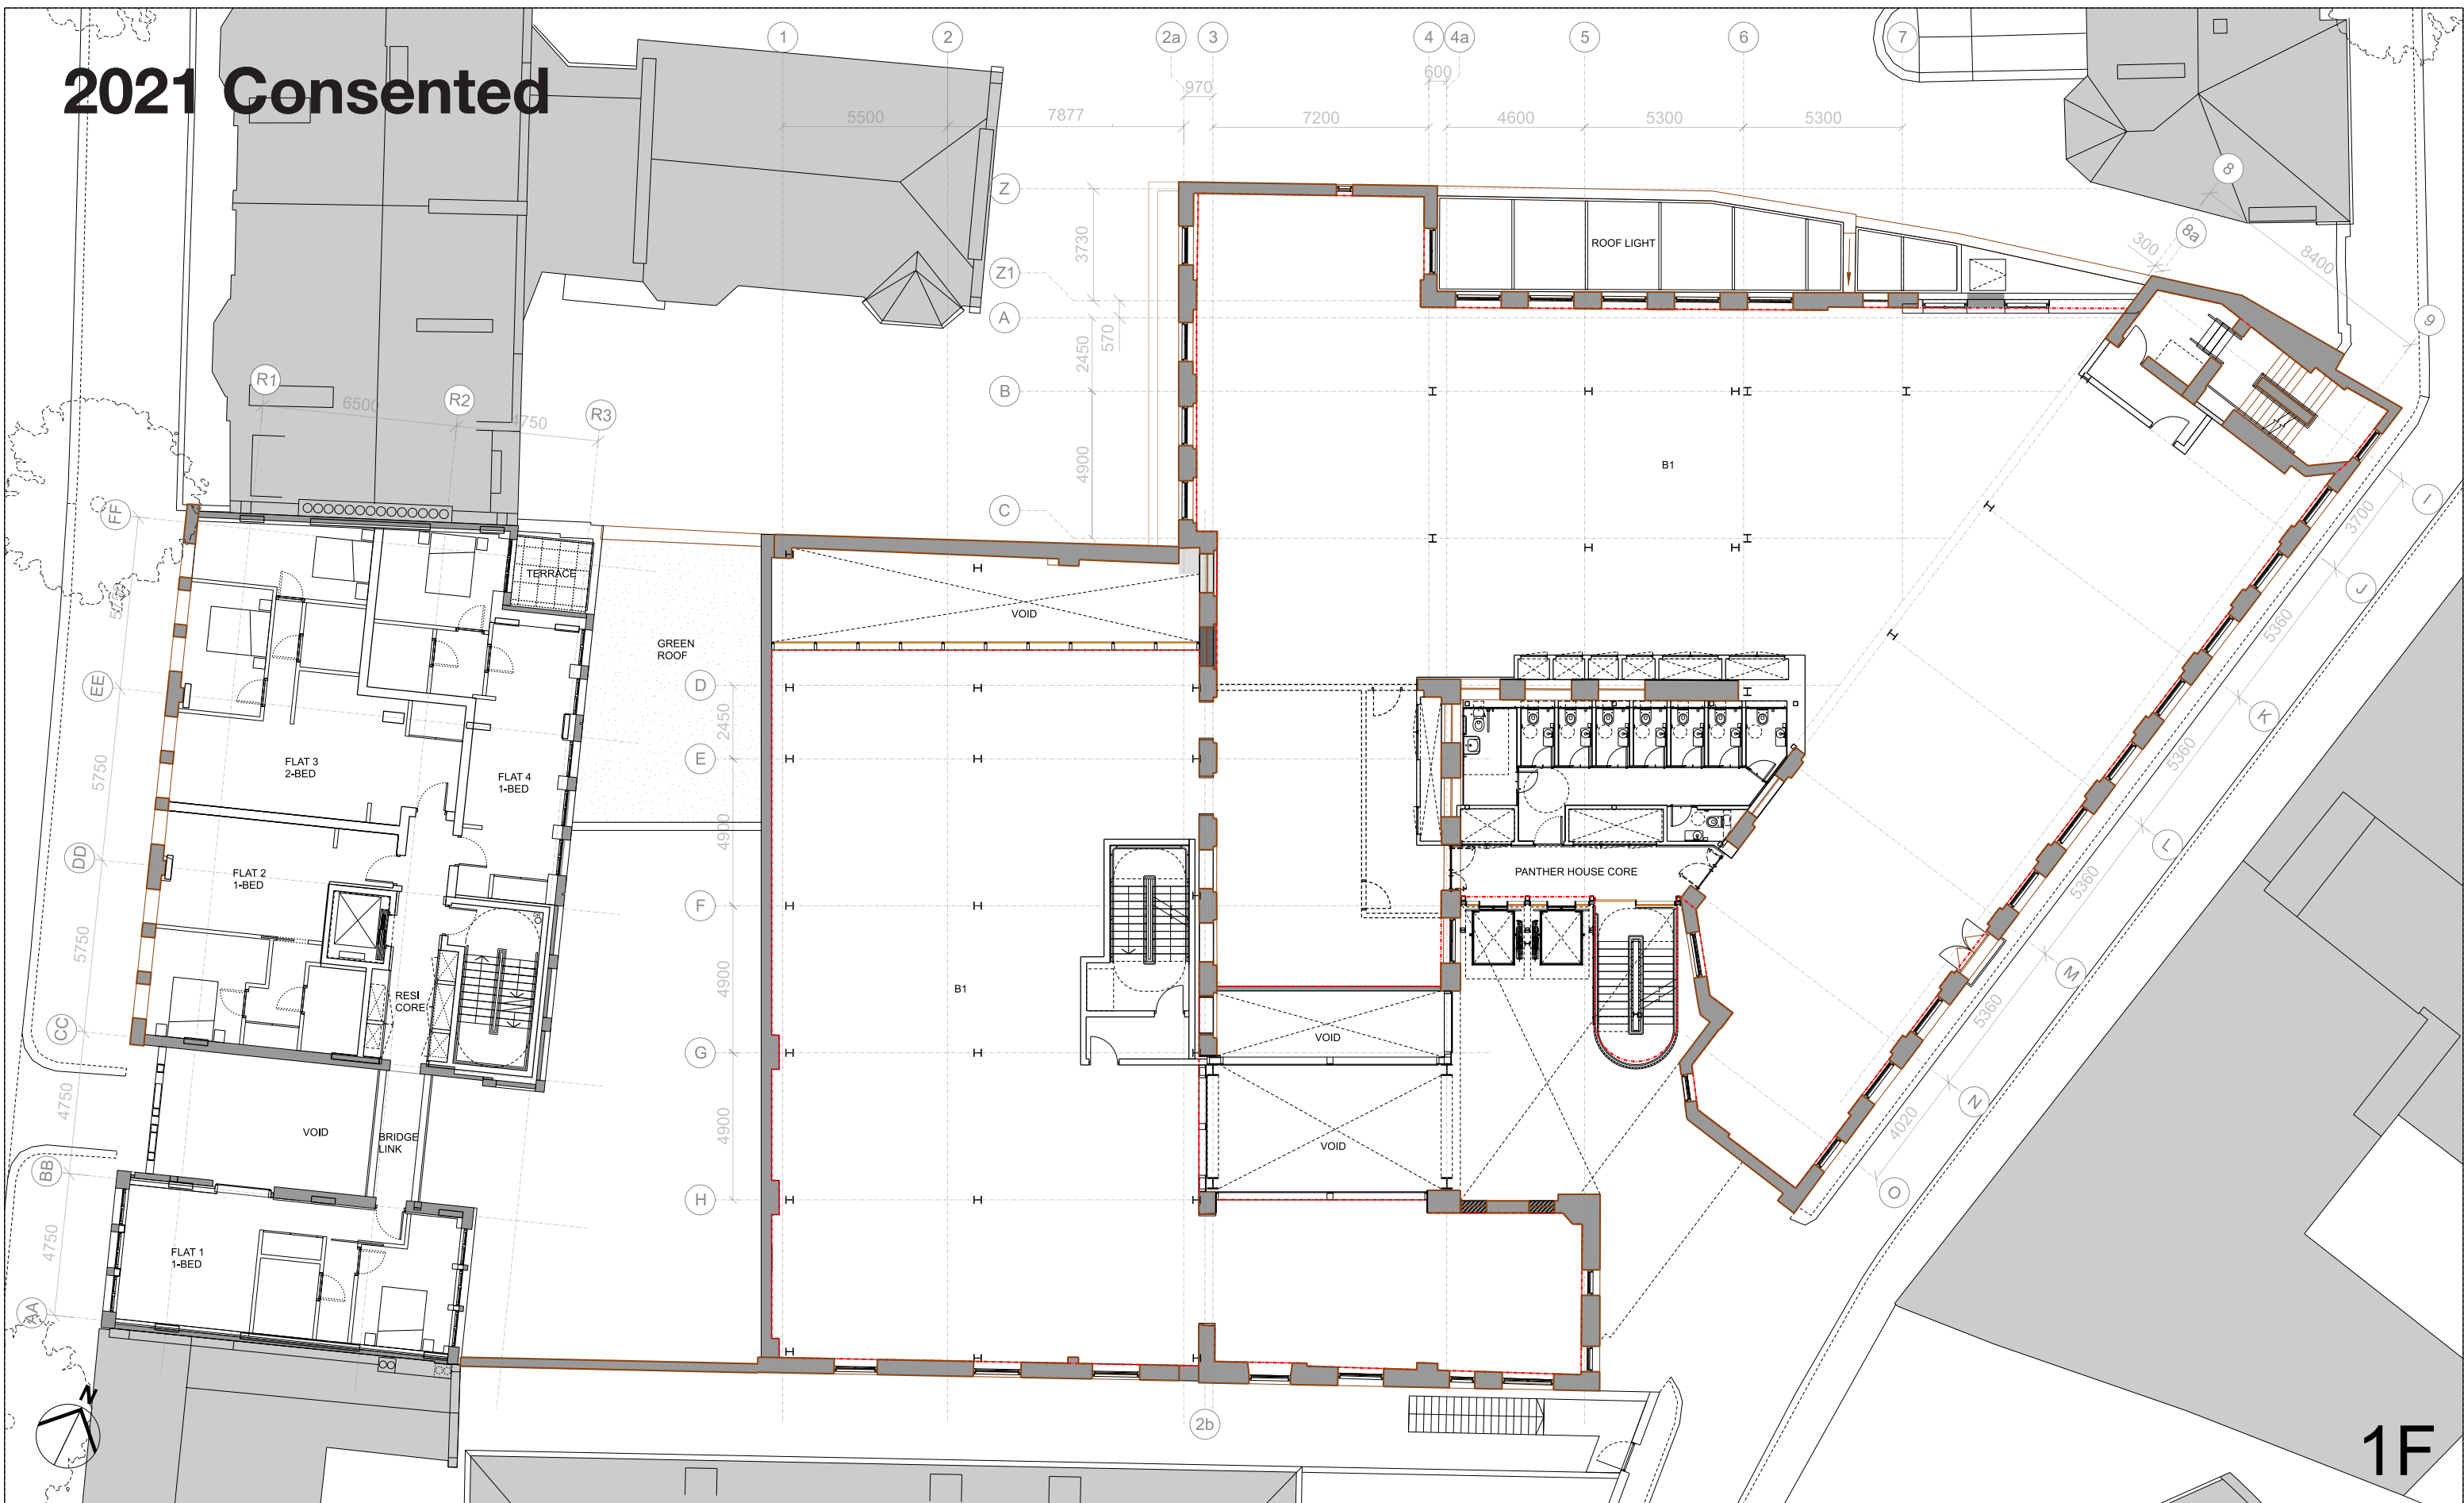 2021 Consented
1
2
2a
3
4
4a
5
6
7
600
970
5500
7877
7200
4600
5300
5300
8
8a
9
300
8400
Z
Z1
A
B
C
3730
570
2450
4900
ROOF LIGHT
B1
R1
R2
R3
6500
4750
FF
EE
DD
CC
BB
AA
5750
5750
4750
4750
TERRACE
VOID
GREEN
ROOF
D
E
F
G
H
2450
4900
4900
4900
FLAT 3
2-BED
FLAT 4
1-BED
FLAT 2
1-BED
RESI
CORE
B1
PANTHER HOUSE CORE
VOID
VOID
VOID
BRIDGE
LINK
FLAT 1
1-BED
I
J
K
L
M
N
O
3700
5360
5360
5360
5360
4020
2b
N
1F